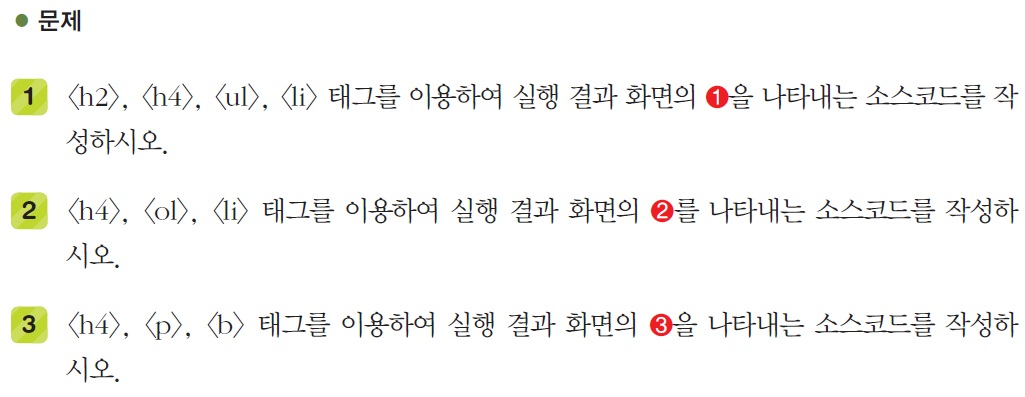 ● 문제
1 〈h2〉, 〈h4〉, 〈ul〉, 〈li〉 태그를 이용하여 실행 결과 화면의 ❶을 나타내는 소스코드를 작
성하시오.
2 〈h4〉, 〈ol〉, 〈li〉 태그를 이용하여 실행 결과 화면의 ❷를 나타내는 소스코드를 작성하
시오.
3 〈h4〉, 〈p〉, 〈b〉 태그를 이용하여 실행 결과 화면의 ❸을 나타내는 소스코드를 작성하
시오.